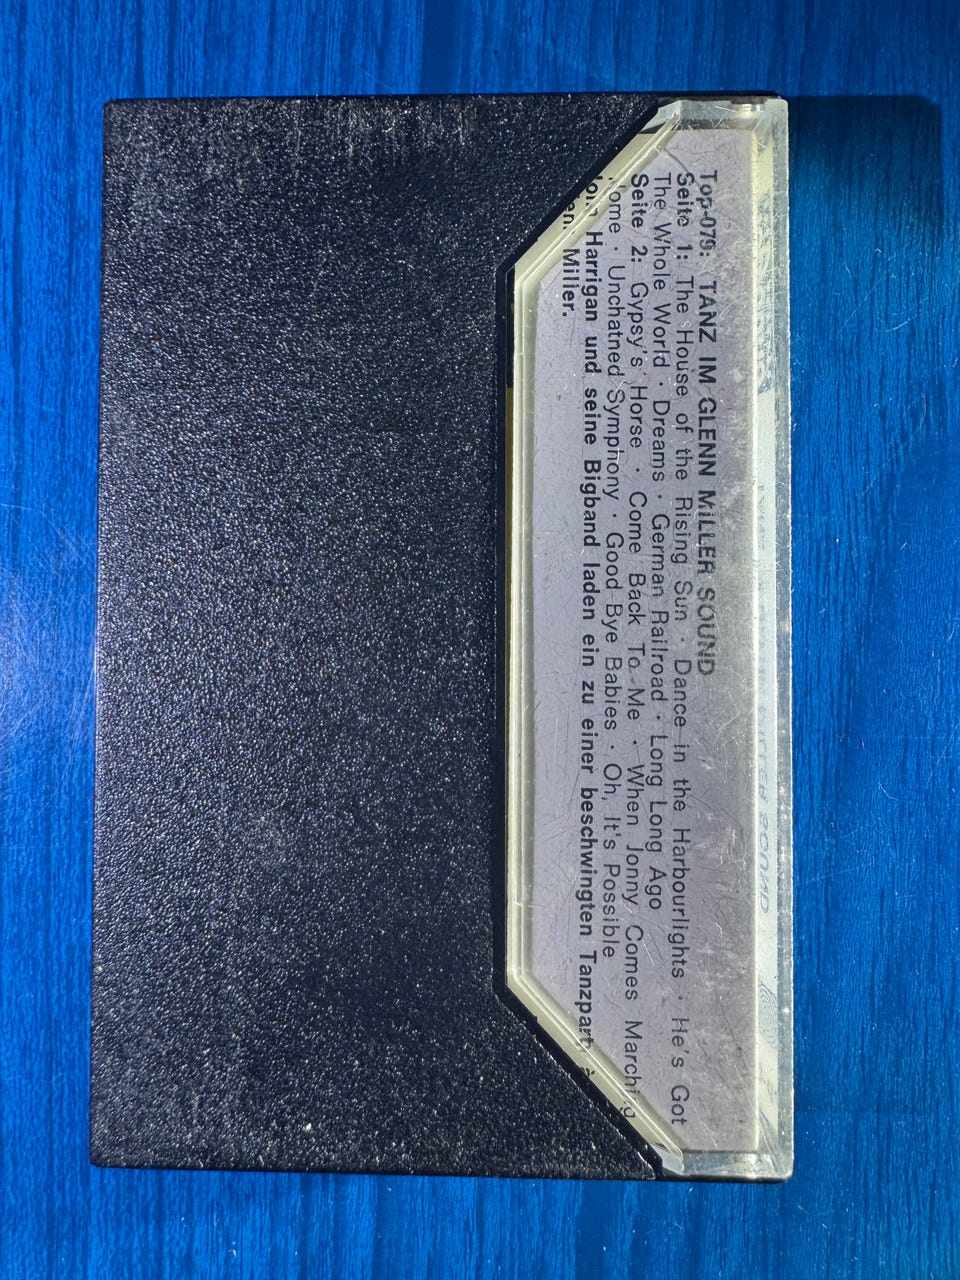 Top-079: TANZ IM GLENN MILLER SOUND
Seite 1: The House of the Rising Sun · Dance in the Harbourlights · He's Got
The Whole World · Dreams · German Railroad · Long Long Ago
Seite 2: Gypsy's Horse · Come Back To Me · When Jonny Comes Marching
Home · Unchatned Symphony · Good Bye Babies · Oh, It's Possible
John Harrigan und seine Bigband laden ein zu einer beschwingten Tanzparty
Miller.